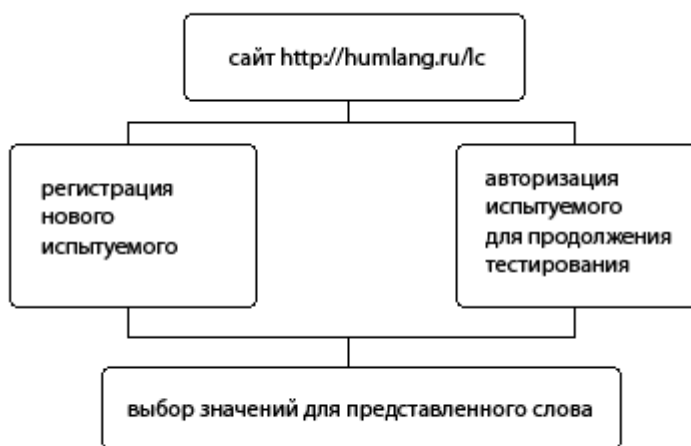 сайт http://humlang.ru/lc
регистрация
нового
испытуемого
авторизация
испытуемого
для продолжения
тестирования
выбор значений для представленного слова